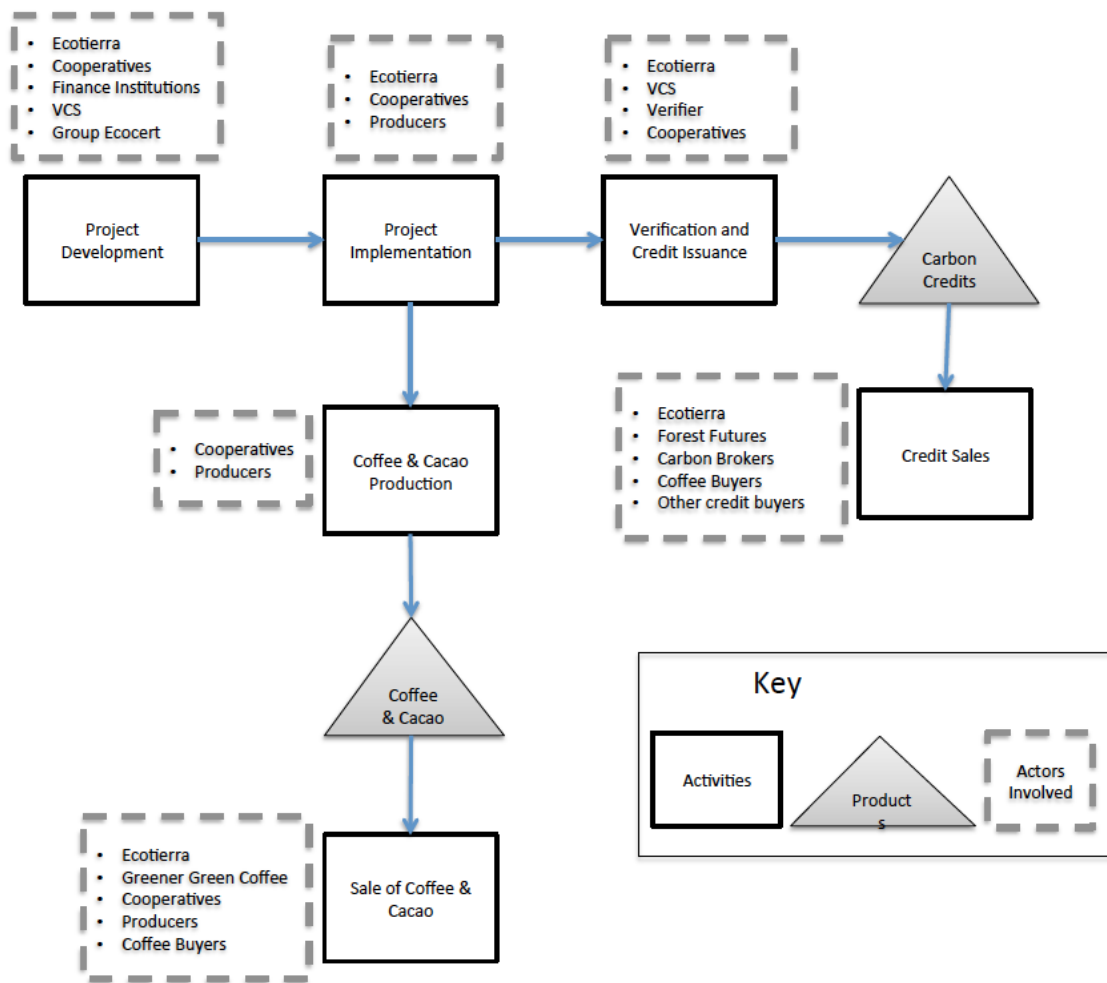 • Ecotierra
• Cooperatives
• Finance Institutions
• VCS
• Group Ecocert
• Ecotierra
• Cooperatives
• Producers
• Ecotierra
• VCS
• Verifier
• Cooperatives
Project
Development
Project
Implementation
Verification and
Credit Issuance
Carbon
Credits
• Cooperatives
• Producers
Coffee & Cacao
Production
• Ecotierra
• Forest Futures
• Carbon Brokers
• Coffee Buyers
• Other credit buyers
Credit Sales
Coffee
& Cacao
Key
Activities
Product
s
Actors
Involved
• Ecotierra
• Greener Green Coffee
• Cooperatives
• Producers
• Coffee Buyers
Sale of Coffee &
Cacao